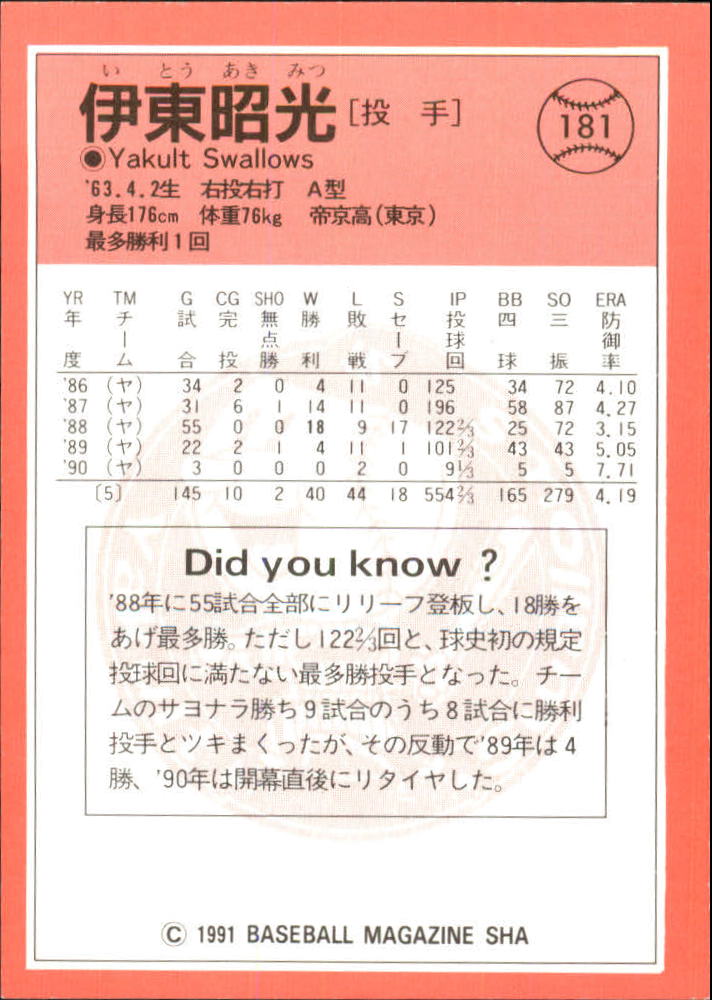 い とう あき みつ
伊東昭光［投 手］
181
●Yakult Swallows
'63.4.2生 右投右打 A型
身長176cm 体重76kg 帝京高（東京）
最多勝利1回
YR TM G CG SHO W L S IP BB SO ERA
年度 チーム 試合 完投 無点勝 勝利 敗戦 セーブ 投球回 四球 三振 防御率
'86 (ヤ) 34 2 0 4 11 0 125 34 72 4.10
'87 (ヤ) 31 6 1 14 11 0 196 58 87 4.27
'88 (ヤ) 55 0 0 18 9 17 122⅔ 25 72 3.15
'89 (ヤ) 22 2 1 4 11 1 101⅔ 43 43 5.05
'90 (ヤ) 3 0 0 0 2 0 9⅓ 5 5 7.71
〔5〕 145 10 2 40 44 18 554⅔ 165 279 4.19
Did you know ?
'88年に55試合全部にリリーフ登板し、18勝を
あげ最多勝。ただし122⅔回と、球史初の規定
投球回に満たない最多勝投手となった。チー
ムのサヨナラ勝ち9試合のうち8試合に勝利
投手とツキまくったが、その反動で'89年は4
勝、'90年は開幕直後にリタイヤした。
© 1991 BASEBALL MAGAZINE SHA